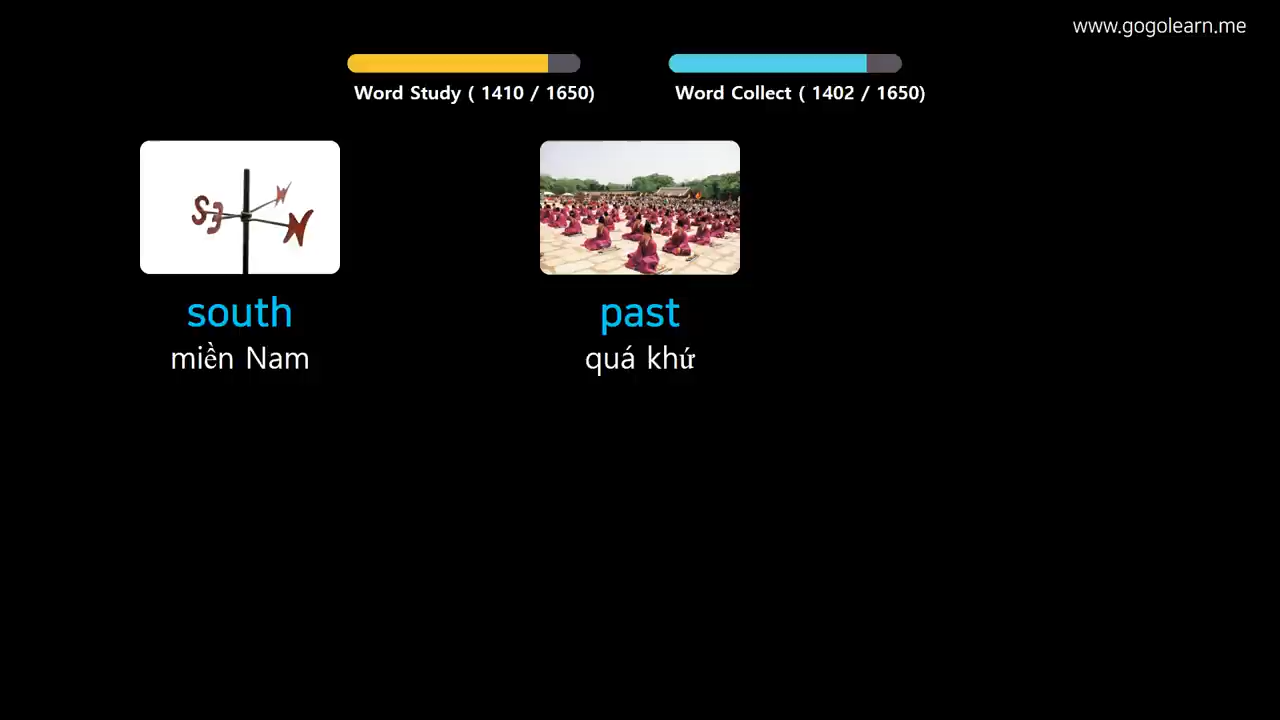 www.gogolearn.me
Word Study ( 1410 / 1650)
Word Collect ( 1402 / 1650)
S
N
south
past
miền Nam
quá khứ